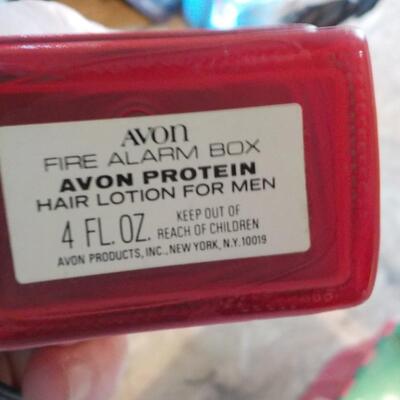 AVON
FIRE ALARM BOX
AVON PROTEIN
HAIR LOTION FOR MEN
4 FL.OZ. KEEP OUT OF REACH OF CHILDREN
AVON PRODUCTS, INC., NEW YORK, N.Y. 10019